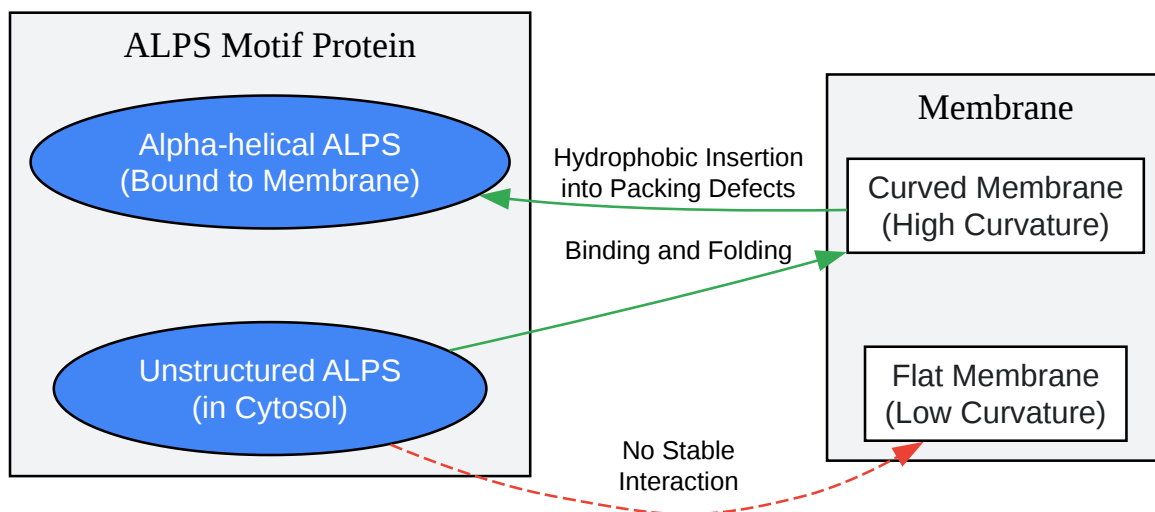 ALPS Motif Protein
Alpha-helical ALPS
(Bound to Membrane)
Unstructured ALPS
(in Cytosol)
Hydrophobic Insertion
into Packing Defects
Binding and Folding
No Stable
Interaction
Membrane
Curved Membrane
(High Curvature)
Flat Membrane
(Low Curvature)